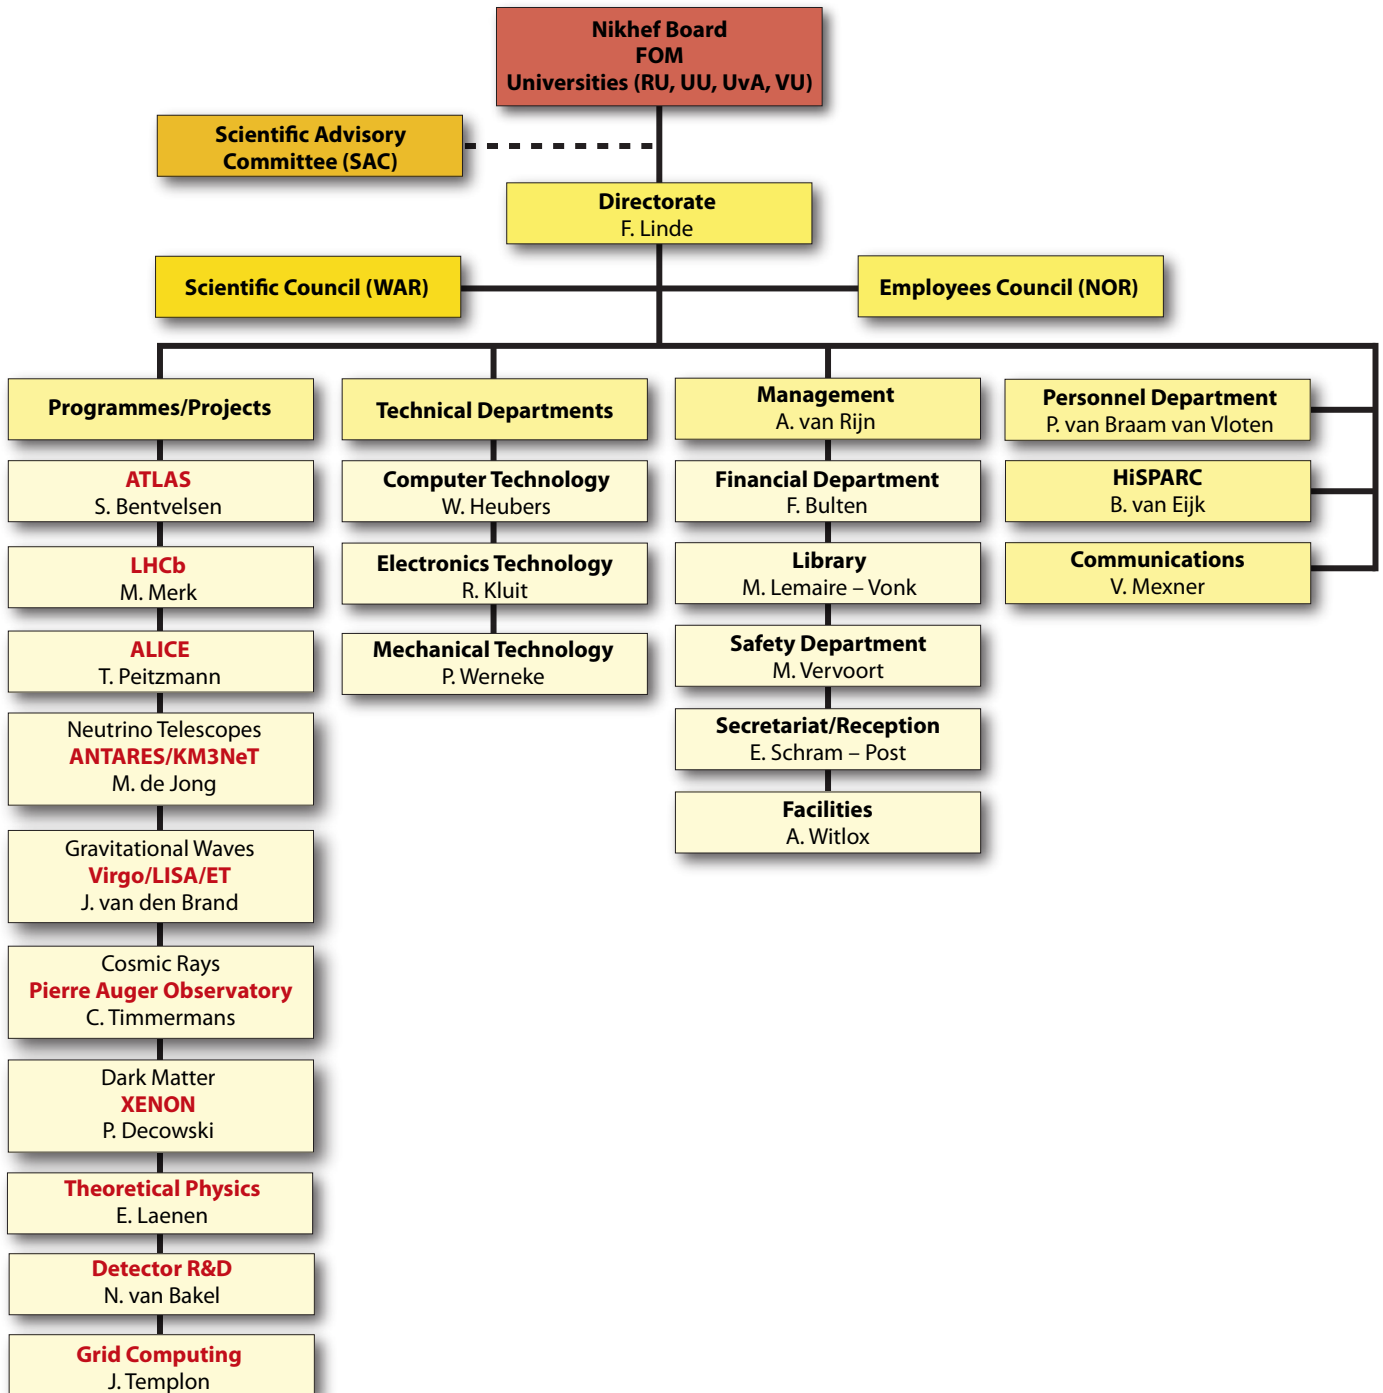 Nikhef Board
FOM
Universities (RU, UU, UvA, VU)
Scientific Advisory
Committee (SAC)
Directorate
F. Linde
Scientific Council (WAR)
Employees Council (NOR)
Programmes/Projects
ATLAS
S. Bentvelsen
LHCb
M. Merk
ALICE
T. Peitzmann
Neutrino Telescopes
ANTARES/KM3NeT
M. de Jong
Gravitational Waves
Virgo/LISA/ET
J. van den Brand
Cosmic Rays
Pierre Auger Observatory
C. Timmermans
Dark Matter
XENON
P. Decowski
Theoretical Physics
E. Laenen
Detector R&D
N. van Bakel
Grid Computing
J. Templon
Technical Departments
Computer Technology
W. Heubers
Electronics Technology
R. Kluit
Mechanical Technology
P. Werneke
Management
A. van Rijn
Financial Department
F. Bulten
Library
M. Lemaire – Vonk
Safety Department
M. Vervoort
Secretariat/Reception
E. Schram – Post
Facilities
A. Witlox
Personnel Department
P. van Braam van Vloten
HiSPARC
B. van Eijk
Communications
V. Mexner